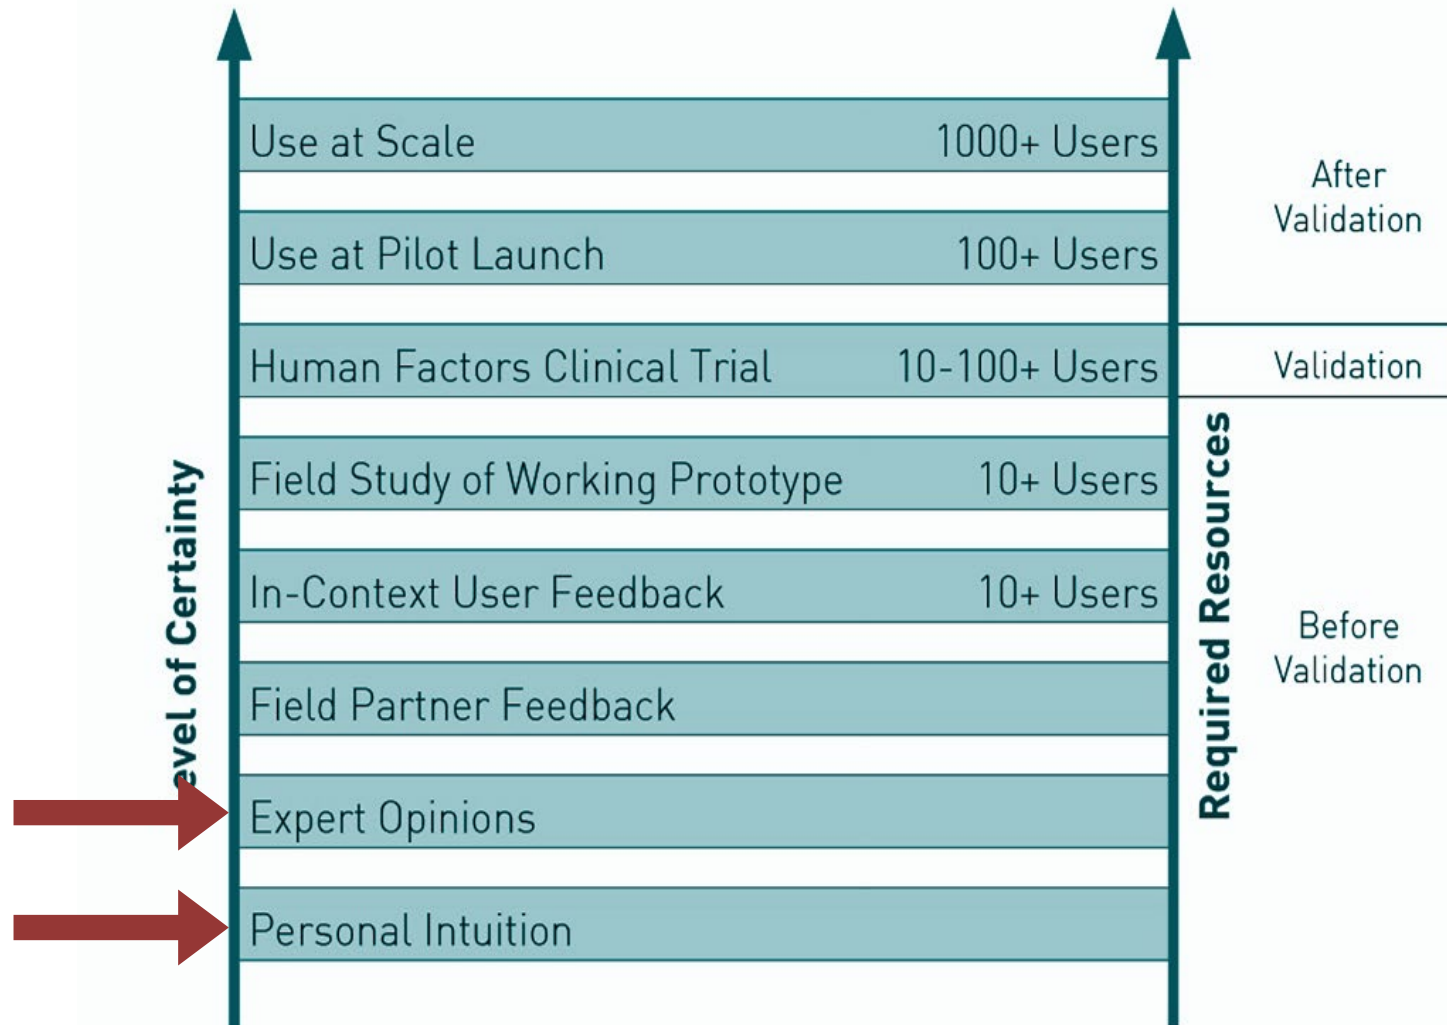 Use at Scale 1000+ Users
After
Validation
Use at Pilot Launch 100+ Users
Human Factors Clinical Trial 10-100+ Users
Validation
Field Study of Working Prototype 10+ Users
In-Context User Feedback 10+ Users
Before
Validation
Field Partner Feedback
Expert Opinions
Personal Intuition
evel of Certainty
Required Resources